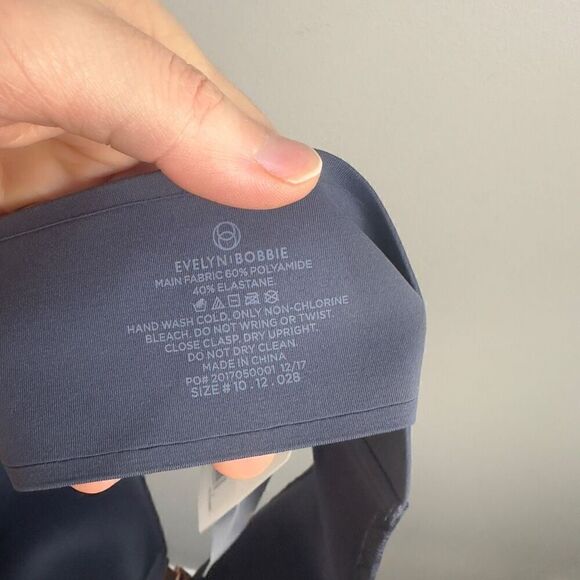 EVELYN BOBBIE
MAIN FABRIC 60% POLYAMIDE
40% ELASTANE
HAND WASH COLD. ONLY NON-CHLORINE
BLEACH. DO NOT WRING OR TWIST.
CLOSE CLASP. DRY UPRIGHT.
DO NOT DRY CLEAN.
MADE IN CHINA
PO# 2017050001 12/17
SIZE # 10 . 12 . 02B